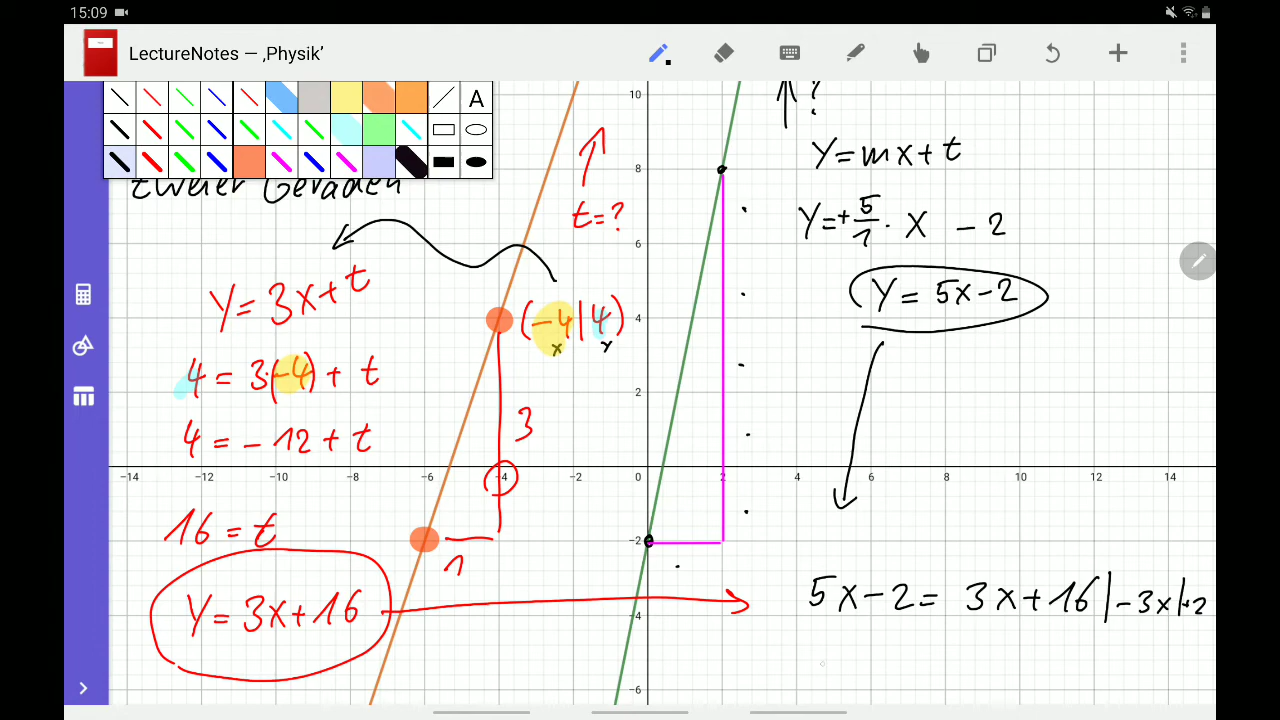 15:09
LectureNotes — ‚Physik’
A
zweier Geraden
t=?
y=3x+t
(-4|4)
x y
4 = 3(-4) + t
4 = -12 + t
3
16 = t
1
y=3x+16
?
y=mx+t
y=+5/1 · x - 2
y = 5x-2
5x-2 = 3x+16 |-3x|+2
10
8
6
4
2
-2
-4
-6
-14 -12 -10 -8 -6 -4 -2 0 2 4 6 8 10 12 14